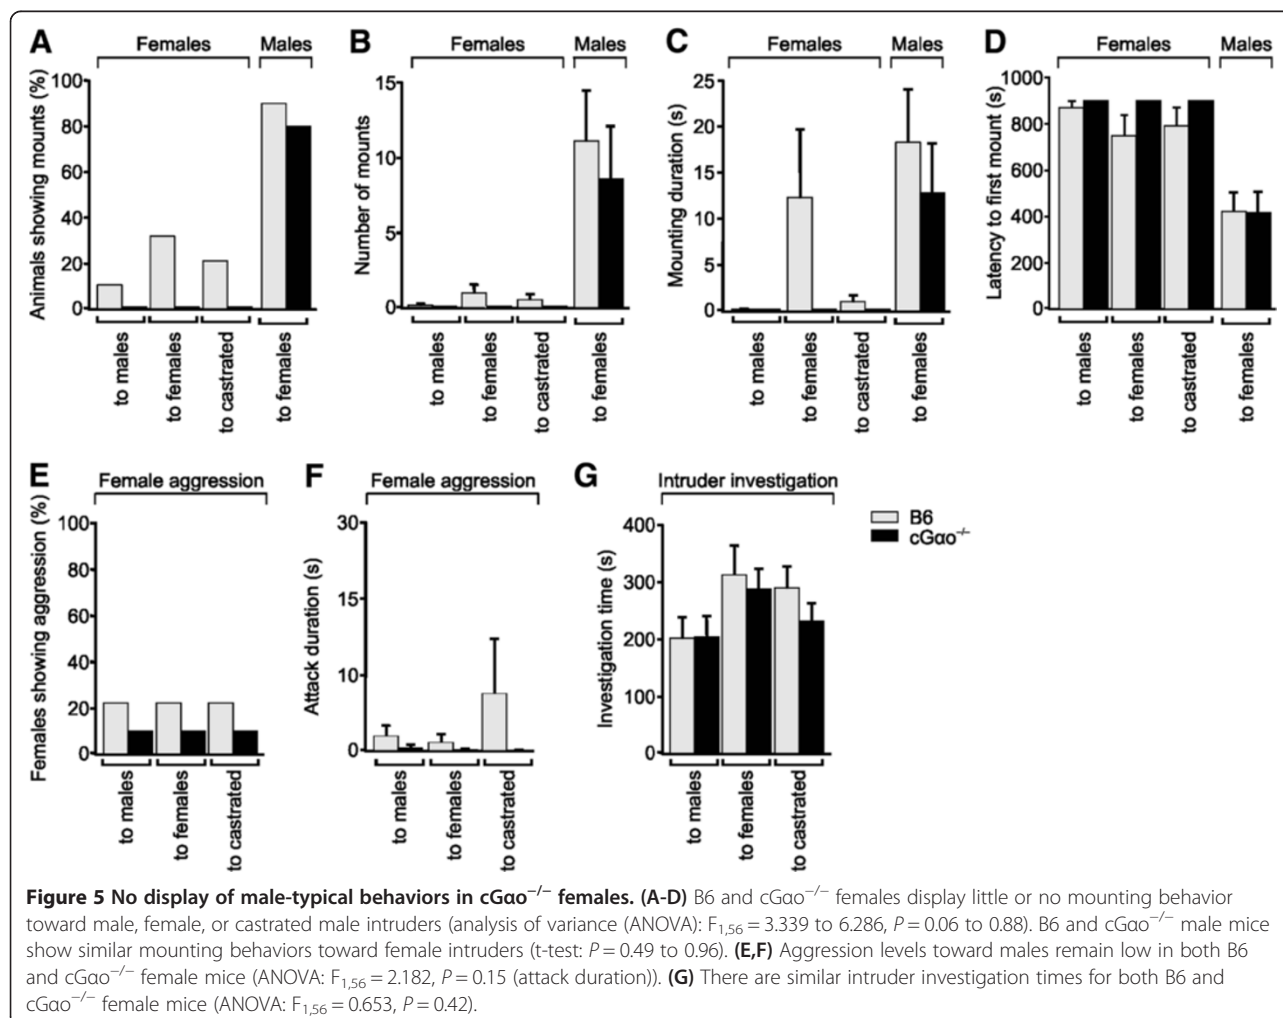 A
Females
Males
Animals showing mounts (%)
100
80
60
40
20
0
to males
to females
to castrated
to females
B
Females
Males
Number of mounts
15
10
5
0
to males
to females
to castrated
to females
C
Females
Males
Mounting duration (s)
25
20
15
10
5
0
to males
to females
to castrated
to females
D
Females
Males
Latency to first mount (s)
1000
800
600
400
200
0
to males
to females
to castrated
to females
E
Female aggression
Females showing aggression (%)
100
80
60
40
20
0
to males
to females
to castrated
F
Female aggression
Attack duration (s)
30
15
10
0
to males
to females
to castrated
G
Intruder investigation
Investigation time (s)
400
300
200
100
0
to males
to females
to castrated
B6
cGαo⁻/⁻
Figure 5 No display of male-typical behaviors in cGαo⁻/⁻ females. (A-D) B6 and cGαo⁻/⁻ females display little or no mounting behavior
toward male, female, or castrated male intruders (analysis of variance (ANOVA): F1,56 = 3.339 to 6.286, P = 0.06 to 0.88). B6 and cGαo⁻/⁻ male mice
show similar mounting behaviors toward female intruders (t-test: P = 0.49 to 0.96). (E,F) Aggression levels toward males remain low in both B6
and cGαo⁻/⁻ female mice (ANOVA: F1,56 = 2.182, P = 0.15 (attack duration)). (G) There are similar intruder investigation times for both B6 and
cGαo⁻/⁻ female mice (ANOVA: F1,56 = 0.653, P = 0.42).